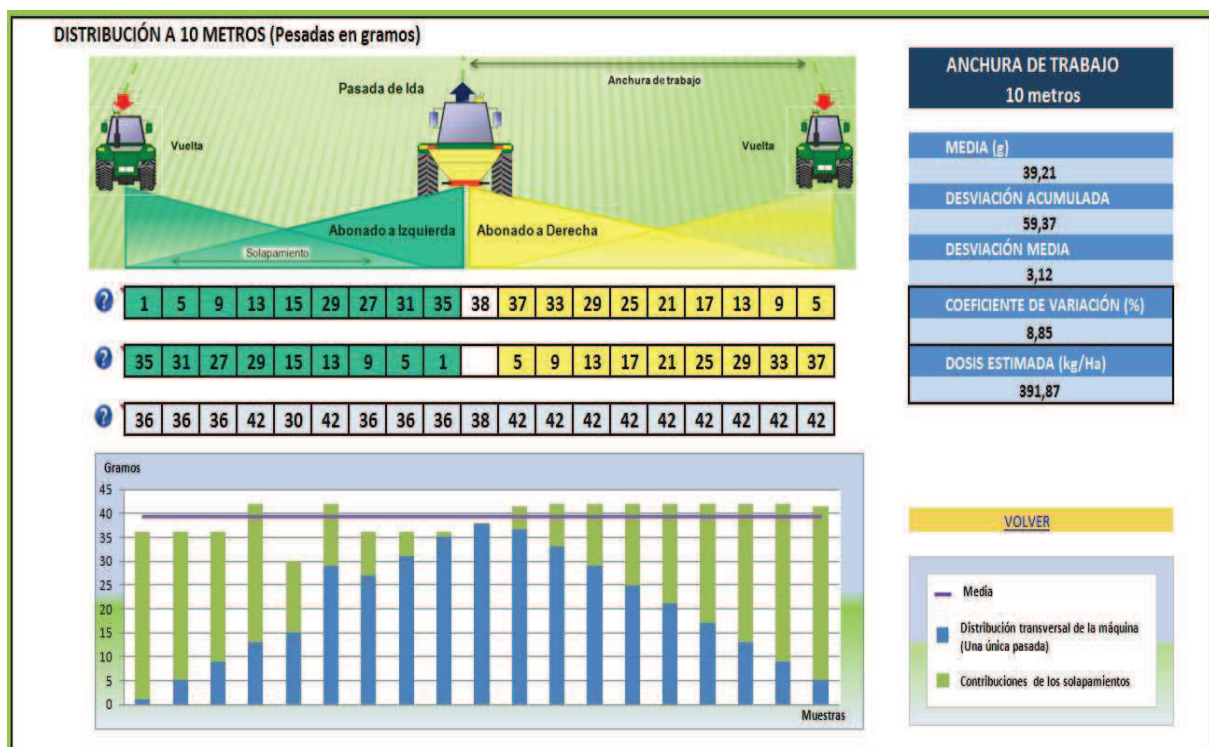 DISTRIBUCIÓN A 10 METROS (Pesadas en gramos)
Pasada de Ida
Anchura de trabajo
Vuelta
Vuelta
Abonado a Izquierda
Abonado a Derecha
Solapamiento
? 1 5 9 13 15 29 27 31 35 38 37 33 29 25 21 17 13 9 5
? 35 31 27 29 15 13 9 5 1 5 9 13 17 21 25 29 33 37
? 36 36 36 42 30 42 36 36 36 38 42 42 42 42 42 42 42 42 42
Gramos
45
40
35
30
25
20
15
10
5
0
Muestras
ANCHURA DE TRABAJO
10 metros
MEDIA (g)
39,21
DESVIACIÓN ACUMULADA
59,37
DESVIACIÓN MEDIA
3,12
COEFICIENTE DE VARIACIÓN (%)
8,85
DOSIS ESTIMADA (kg/Ha)
391,87
VOLVER
Media
Distribución transversal de la máquina
(Una única pasada)
Contribuciones de los solapamientos